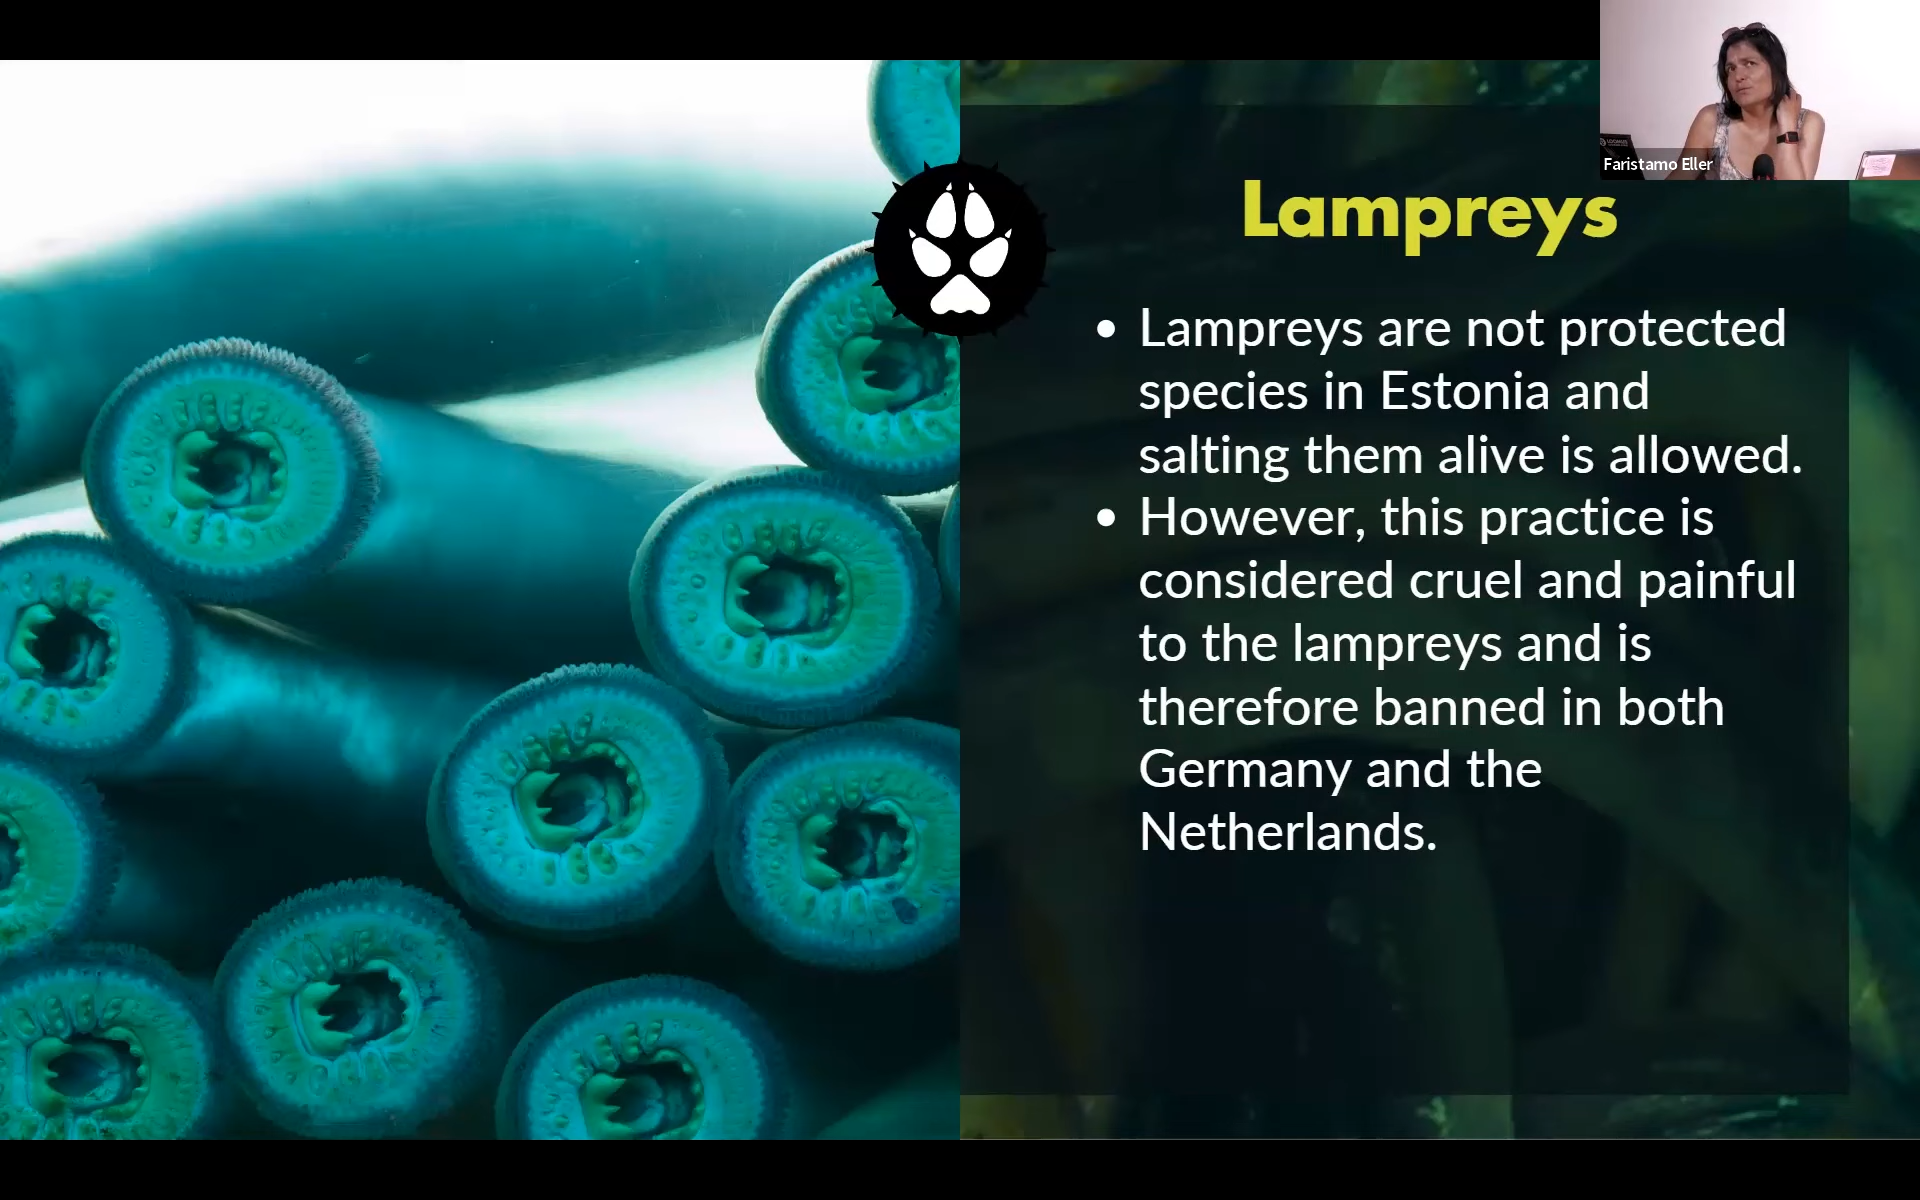 Faristamo Eller
Lampreys
• Lampreys are not protected
species in Estonia and
salting them alive is allowed.
• However, this practice is
considered cruel and painful
to the lampreys and is
therefore banned in both
Germany and the
Netherlands.